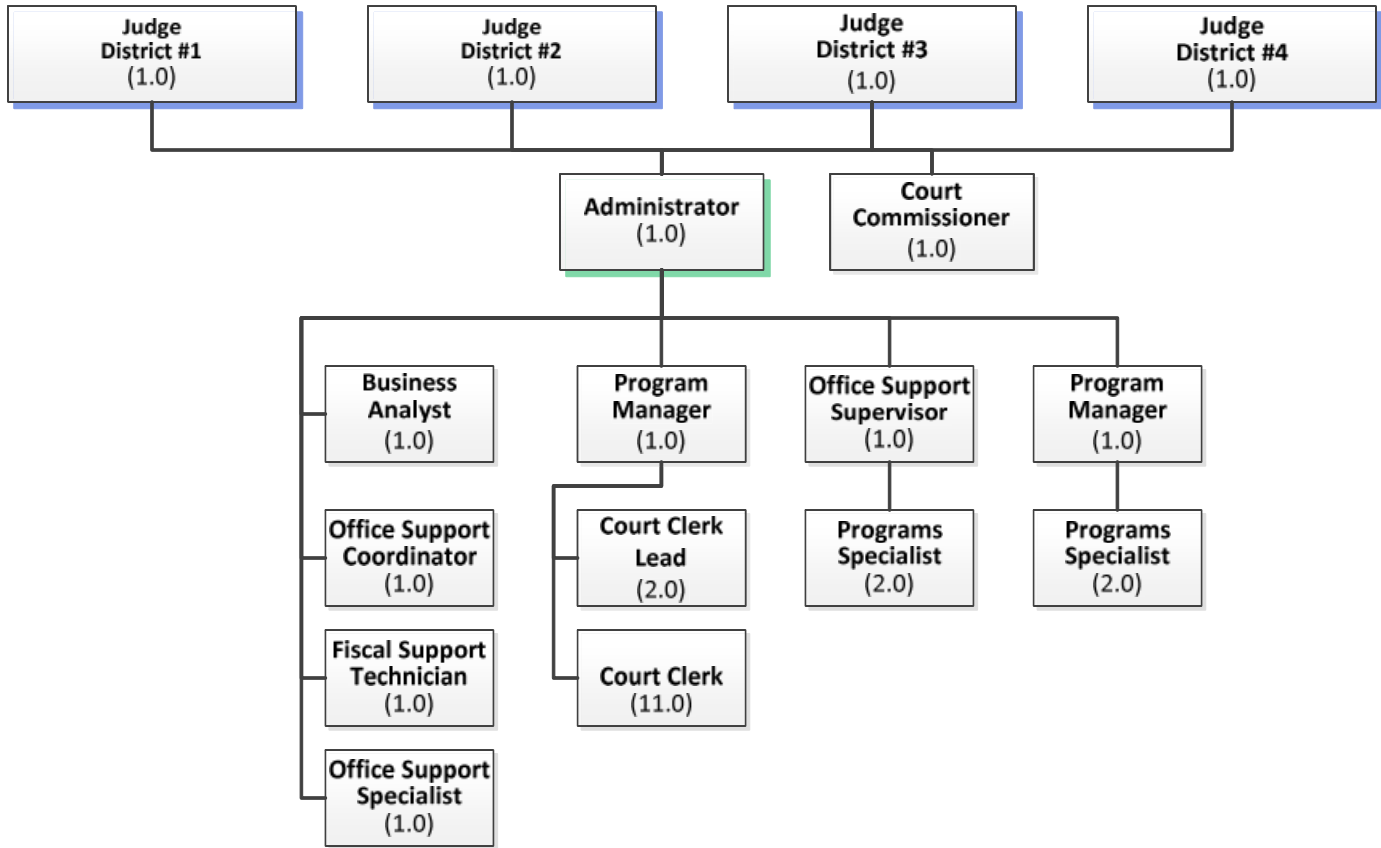 Judge
District #1
(1.0)
Judge
District #2
(1.0)
Judge
District #3
(1.0)
Judge
District #4
(1.0)
Administrator
(1.0)
Court
Commissioner
(1.0)
Business
Analyst
(1.0)
Program
Manager
(1.0)
Office Support
Supervisor
(1.0)
Program
Manager
(1.0)
Office Support
Coordinator
(1.0)
Court Clerk
Lead
(2.0)
Programs
Specialist
(2.0)
Programs
Specialist
(2.0)
Fiscal Support
Technician
(1.0)
Court Clerk
(11.0)
Office Support
Specialist
(1.0)